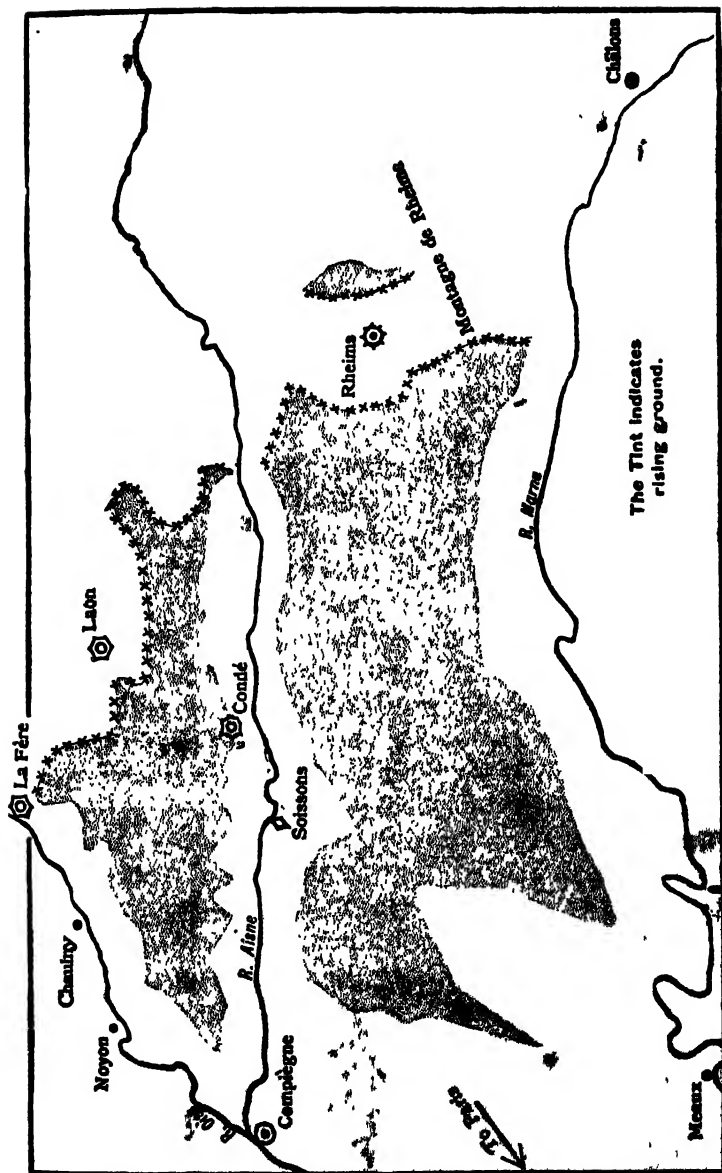 La Fère
Laòn
Chauny
Noyon
Condé
Soissons
R. Aisne
Compiègne
Rheims
Montagne de Rheims
Châlons
R. Marne
The Tint indicates
rising ground.
To Paris
Meaux